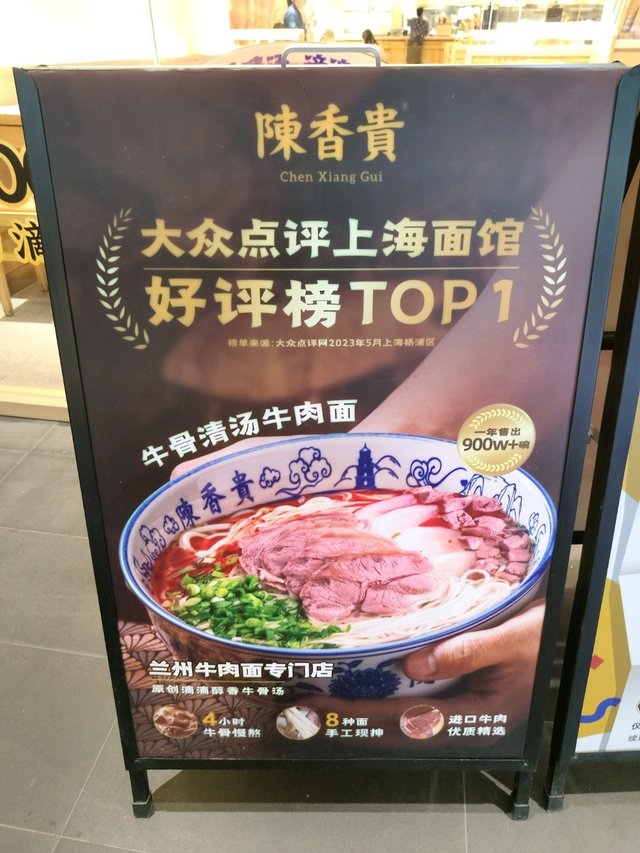 陳香貴®
Chen Xiang Gui
大众点评上海面馆
好评榜TOP1
榜单来源:大众点评网2023年5月上海杨浦区
牛骨清汤牛肉面
一年售出
900W+碗
陳香貴
兰州牛肉面专门店
原创滴滴醇香牛骨汤
4小时
牛骨慢熬
8种面
手工现抻
进口牛肉
优质精选
滴